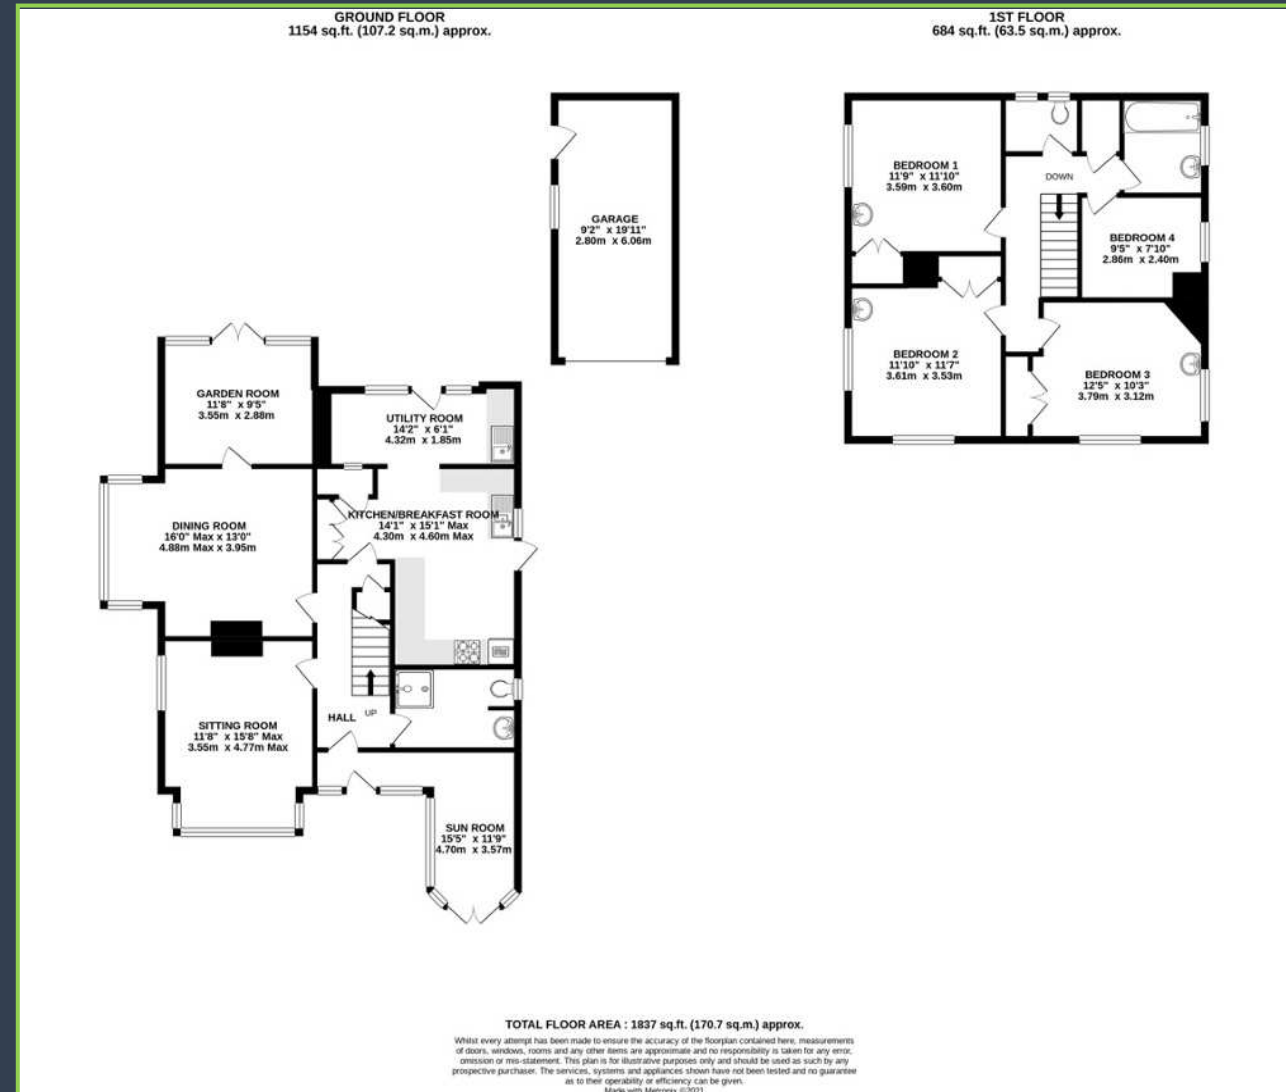 GROUND FLOOR
1154 sq.ft. (107.2 sq.m.) approx.
1ST FLOOR
684 sq.ft. (63.5 sq.m.) approx.
GARAGE
9'2" x 19'11"
2.80m x 6.06m
BEDROOM 1
11'9" x 11'10"
3.59m x 3.60m
DOWN
BEDROOM 4
9'5" x 7'10"
2.86m x 2.40m
BEDROOM 2
11'10" x 11'7"
3.61m x 3.53m
BEDROOM 3
12'5" x 10'3"
3.79m x 3.12m
GARDEN ROOM
11'8" x 9'5"
3.55m x 2.88m
UTILITY ROOM
14'2" x 6'1"
4.32m x 1.85m
KITCHEN/BREAKFAST ROOM
14'1" x 15'1" Max
4.30m x 4.60m Max
DINING ROOM
16'0" Max x 13'0"
4.88m Max x 3.95m
SITTING ROOM
11'8" x 15'8" Max
3.55m x 4.77m Max
HALL
UP
SUN ROOM
15'5" x 11'9"
4.70m x 3.57m
TOTAL FLOOR AREA : 1837 sq.ft. (170.7 sq.m.) approx.
Whilst every attempt has been made to ensure the accuracy of the floorplan contained here, measurements
of doors, windows, rooms and any other items are approximate and no responsibility is taken for any error,
omission or mis-statement. This plan is for illustrative purposes only and should be used as such by any
prospective purchaser. The services, systems and appliances shown have not been tested and no guarantee
as to their operability or efficiency can be given.
Made with Metropix ©2021